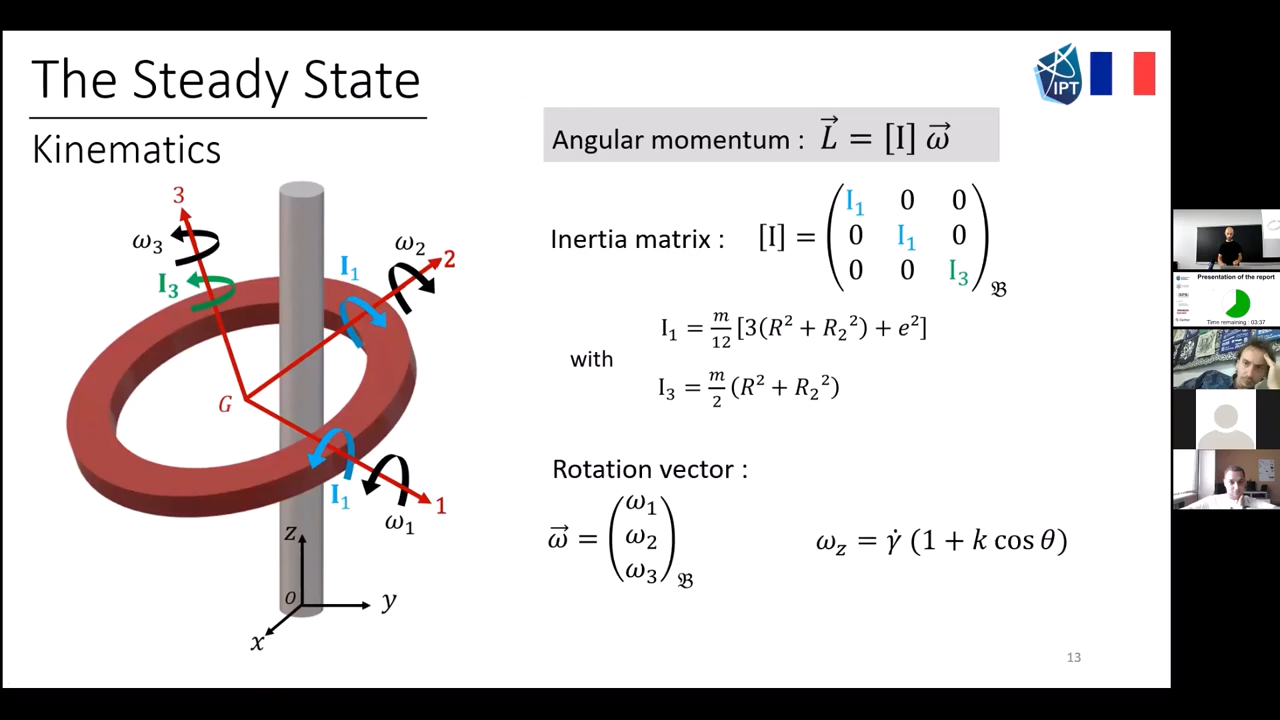 The Steady State
Kinematics
IPT
Angular momentum : L⃗ = [I] ω⃗
Inertia matrix : [I] = 
I₁ 0 0
0 I₁ 0
0 0 I₃
𝔅
with
I₁ = m/12 [3(R² + R₂²) + e²]
I₃ = m/2 (R² + R₂²)
Rotation vector :
ω⃗ = 
ω₁
ω₂
ω₃
𝔅
ω_z = γ̇ (1 + k cos θ)
3
ω₃
I₃
I₁
ω₂
2
G
I₁
ω₁
1
z
O
y
x
13
Presentation of the report
Time remaining : 03:37